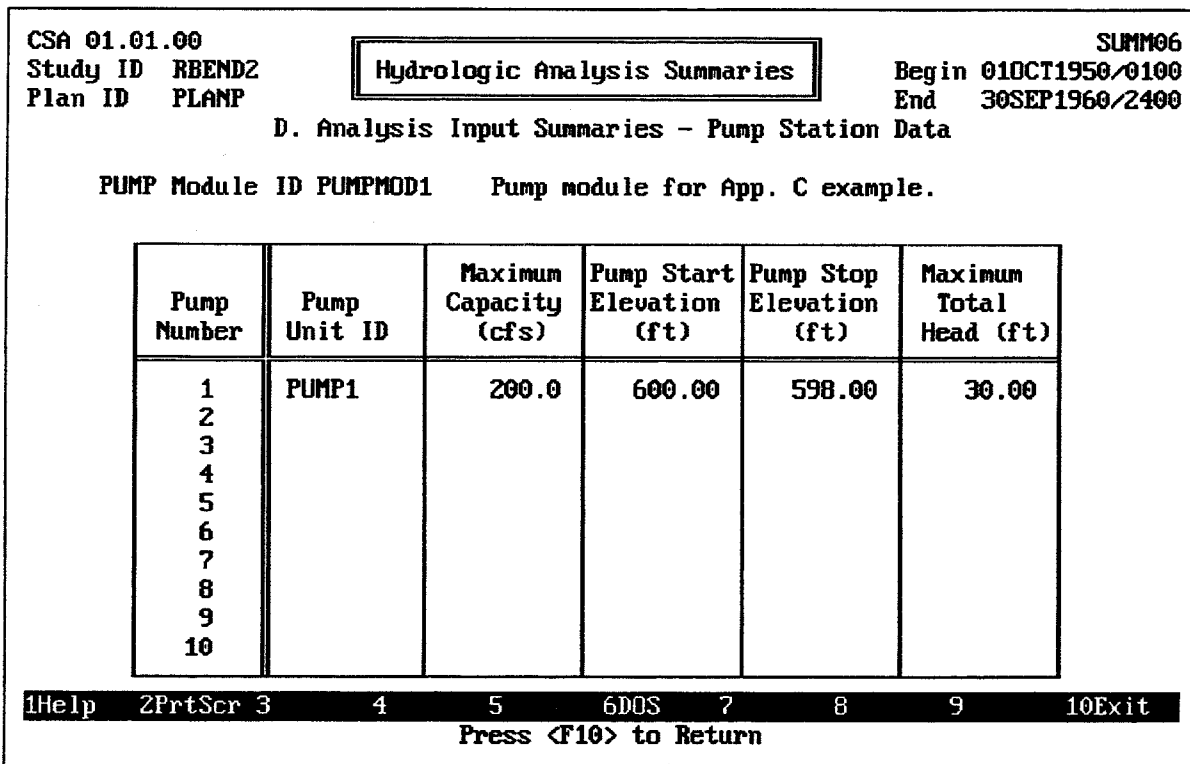 CSA 01.01.00 SUMM06
Study ID RBEND2 Hydrologic Analysis Summaries Begin 01OCT1950/0100
Plan ID PLANP End 30SEP1960/2400
D. Analysis Input Summaries - Pump Station Data
PUMP Module ID PUMPMOD1 Pump module for App. C example.
Maximum Pump Start Pump Stop Maximum
Pump Pump Capacity Elevation Elevation Total
Number Unit ID (cfs) (ft) (ft) Head (ft)
1 PUMP1 200.0 600.00 598.00 30.00
2
3
4
5
6
7
8
9
10
1Help 2PrtScr 3 4 5 6DOS 7 8 9 10Exit
Press <F10> to Return